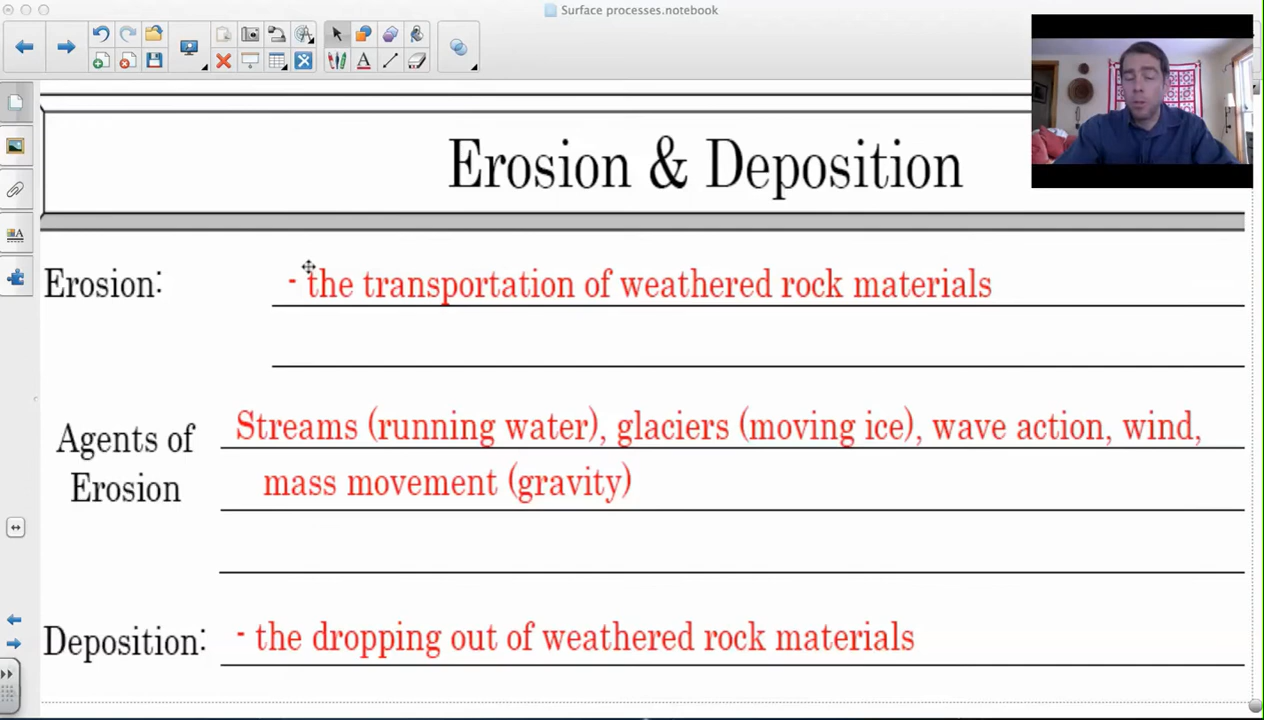 Surface processes.notebook
Erosion & Deposition
Erosion: - the transportation of weathered rock materials
Agents of Erosion
Streams (running water), glaciers (moving ice), wave action, wind,
mass movement (gravity)
Deposition: - the dropping out of weathered rock materials